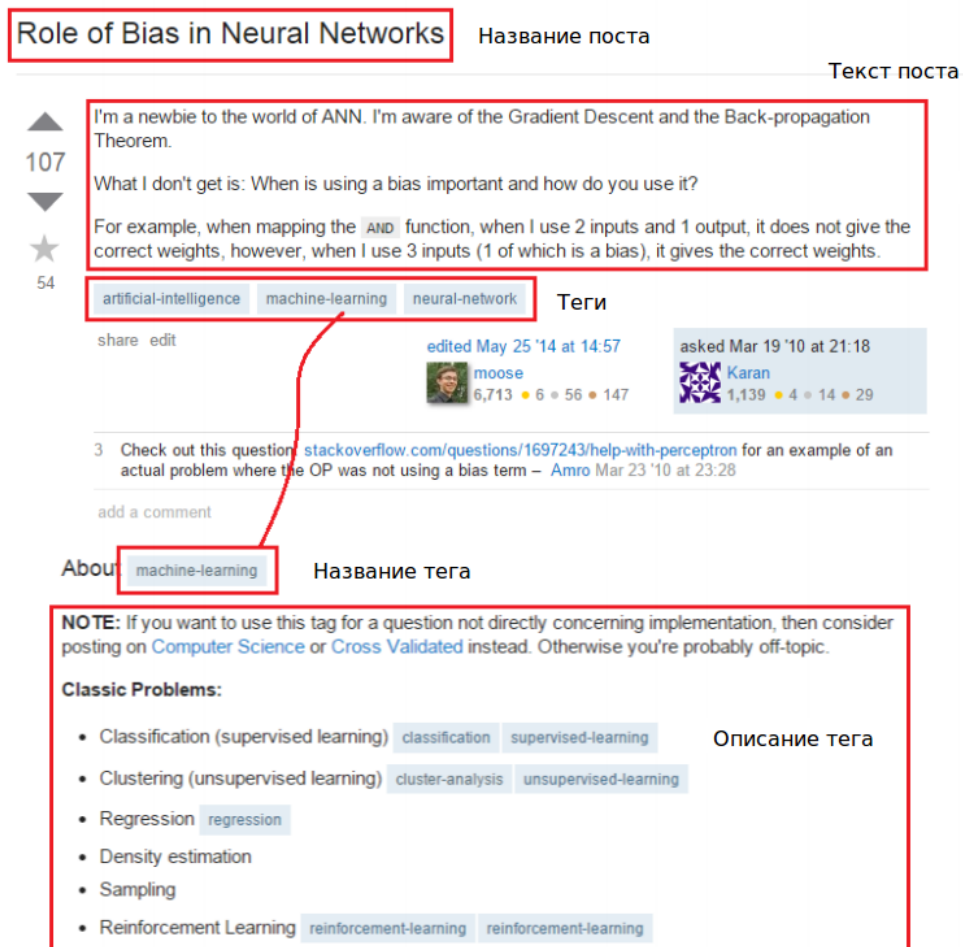 Role of Bias in Neural Networks
Название поста
Текст поста
I'm a newbie to the world of ANN. I'm aware of the Gradient Descent and the Back-propagation
Theorem.
107
What I don't get is: When is using a bias important and how do you use it?
For example, when mapping the AND function, when I use 2 inputs and 1 output, it does not give the
correct weights, however, when I use 3 inputs (1 of which is a bias), it gives the correct weights.
54
artificial-intelligence machine-learning neural-network
Теги
share edit
edited May 25 '14 at 14:57
moose
6,713 6 56 147
asked Mar 19 '10 at 21:18
Karan
1,139 4 14 29
3 Check out this question stackoverflow.com/questions/1697243/help-with-perceptron for an example of an
actual problem where the OP was not using a bias term – Amro Mar 23 '10 at 23:28
add a comment
About machine-learning
Название тега
NOTE: If you want to use this tag for a question not directly concerning implementation, then consider
posting on Computer Science or Cross Validated instead. Otherwise you're probably off-topic.
Classic Problems:
• Classification (supervised learning) classification supervised-learning
Описание тега
• Clustering (unsupervised learning) cluster-analysis unsupervised-learning
• Regression regression
• Density estimation
• Sampling
• Reinforcement Learning reinforcement-learning reinforcement-learning